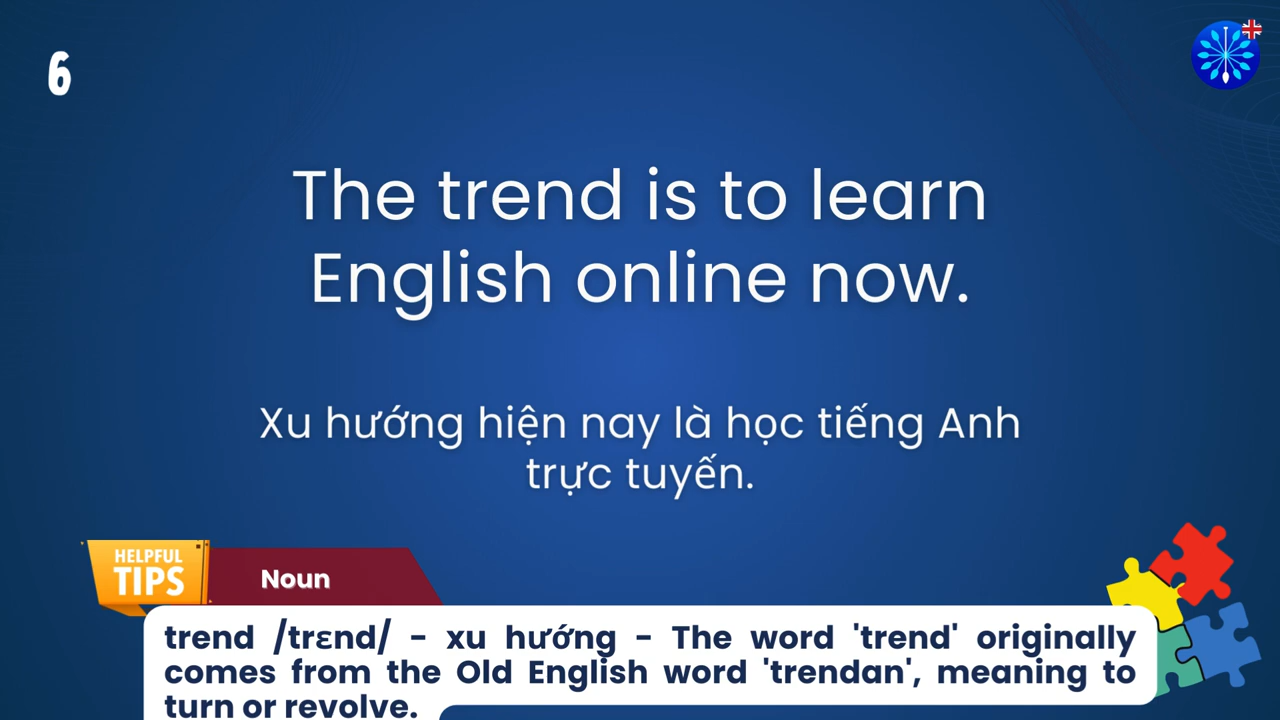 6
The trend is to learn
English online now.
Xu hướng hiện nay là học tiếng Anh
trực tuyến.
HELPFUL
TIPS
Noun
trend /trɛnd/ - xu hướng - The word 'trend' originally
comes from the Old English word 'trendan', meaning to
turn or revolve.